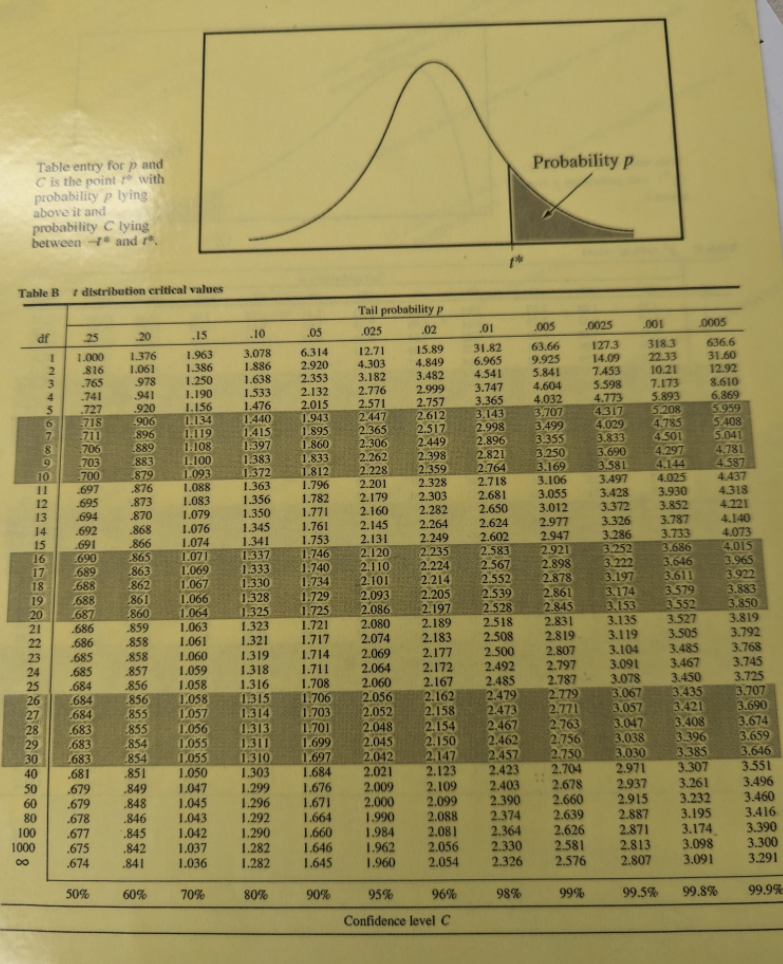 Probability p
Table entry for p and
C is the point t* with
probability p lying
above it and
probability C lying
between −t* and t*.
t*
Table B t distribution critical values
Tail probability p
df .25 .20 .15 .10 .05 .025 .02 .01 .005 .0025 .001 .0005
1 1.000 1.376 1.963 3.078 6.314 12.71 15.89 31.82 63.66 127.3 318.3 636.6
2 .816 1.061 1.386 1.886 2.920 4.303 4.849 6.965 9.925 14.09 22.33 31.60
3 .765 .978 1.250 1.638 2.353 3.182 3.482 4.541 5.841 7.453 10.21 12.92
4 .741 .941 1.190 1.533 2.132 2.776 2.999 3.747 4.604 5.598 7.173 8.610
5 .727 .920 1.156 1.476 2.015 2.571 2.757 3.365 4.032 4.773 5.893 6.869
6 .718 .906 1.134 1.440 1.943 2.447 2.612 3.143 3.707 4.317 5.208 5.959
7 .711 .896 1.119 1.415 1.895 2.365 2.517 2.998 3.499 4.029 4.785 5.408
8 .706 .889 1.108 1.397 1.860 2.306 2.449 2.896 3.355 3.833 4.501 5.041
9 .703 .883 1.100 1.383 1.833 2.262 2.398 2.821 3.250 3.690 4.297 4.781
10 .700 .879 1.093 1.372 1.812 2.228 2.359 2.764 3.169 3.581 4.144 4.587
11 .697 .876 1.088 1.363 1.796 2.201 2.328 2.718 3.106 3.497 4.025 4.437
12 .695 .873 1.083 1.356 1.782 2.179 2.303 2.681 3.055 3.428 3.930 4.318
13 .694 .870 1.079 1.350 1.771 2.160 2.282 2.650 3.012 3.372 3.852 4.221
14 .692 .868 1.076 1.345 1.761 2.145 2.264 2.624 2.977 3.326 3.787 4.140
15 .691 .866 1.074 1.341 1.753 2.131 2.249 2.602 2.947 3.286 3.733 4.073
16 .690 .865 1.071 1.337 1.746 2.120 2.235 2.583 2.921 3.252 3.686 4.015
17 .689 .863 1.069 1.333 1.740 2.110 2.224 2.567 2.898 3.222 3.646 3.965
18 .688 .862 1.067 1.330 1.734 2.101 2.214 2.552 2.878 3.197 3.611 3.922
19 .688 .861 1.066 1.328 1.729 2.093 2.205 2.539 2.861 3.174 3.579 3.883
20 .687 .860 1.064 1.325 1.725 2.086 2.197 2.528 2.845 3.153 3.552 3.850
21 .686 .859 1.063 1.323 1.721 2.080 2.189 2.518 2.831 3.135 3.527 3.819
22 .686 .858 1.061 1.321 1.717 2.074 2.183 2.508 2.819 3.119 3.505 3.792
23 .685 .858 1.060 1.319 1.714 2.069 2.177 2.500 2.807 3.104 3.485 3.768
24 .685 .857 1.059 1.318 1.711 2.064 2.172 2.492 2.797 3.091 3.467 3.745
25 .684 .856 1.058 1.316 1.708 2.060 2.167 2.485 2.787 3.078 3.450 3.725
26 .684 .856 1.058 1.315 1.706 2.056 2.162 2.479 2.779 3.067 3.435 3.707
27 .684 .855 1.057 1.314 1.703 2.052 2.158 2.473 2.771 3.057 3.421 3.690
28 .683 .855 1.056 1.313 1.701 2.048 2.154 2.467 2.763 3.047 3.408 3.674
29 .683 .854 1.055 1.311 1.699 2.045 2.150 2.462 2.756 3.038 3.396 3.659
30 .683 .854 1.055 1.310 1.697 2.042 2.147 2.457 2.750 3.030 3.385 3.646
40 .681 .851 1.050 1.303 1.684 2.021 2.123 2.423 2.704 2.971 3.307 3.551
50 .679 .849 1.047 1.299 1.676 2.009 2.109 2.403 2.678 2.937 3.261 3.496
60 .679 .848 1.045 1.296 1.671 2.000 2.099 2.390 2.660 2.915 3.232 3.460
80 .678 .846 1.043 1.292 1.664 1.990 2.088 2.374 2.639 2.887 3.195 3.416
100 .677 .845 1.042 1.290 1.660 1.984 2.081 2.364 2.626 2.871 3.174 3.390
1000 .675 .842 1.037 1.282 1.646 1.962 2.056 2.330 2.581 2.813 3.098 3.300
∞ .674 .841 1.036 1.282 1.645 1.960 2.054 2.326 2.576 2.807 3.091 3.291
50% 60% 70% 80% 90% 95% 96% 98% 99% 99.5% 99.8% 99.9%
Confidence level C